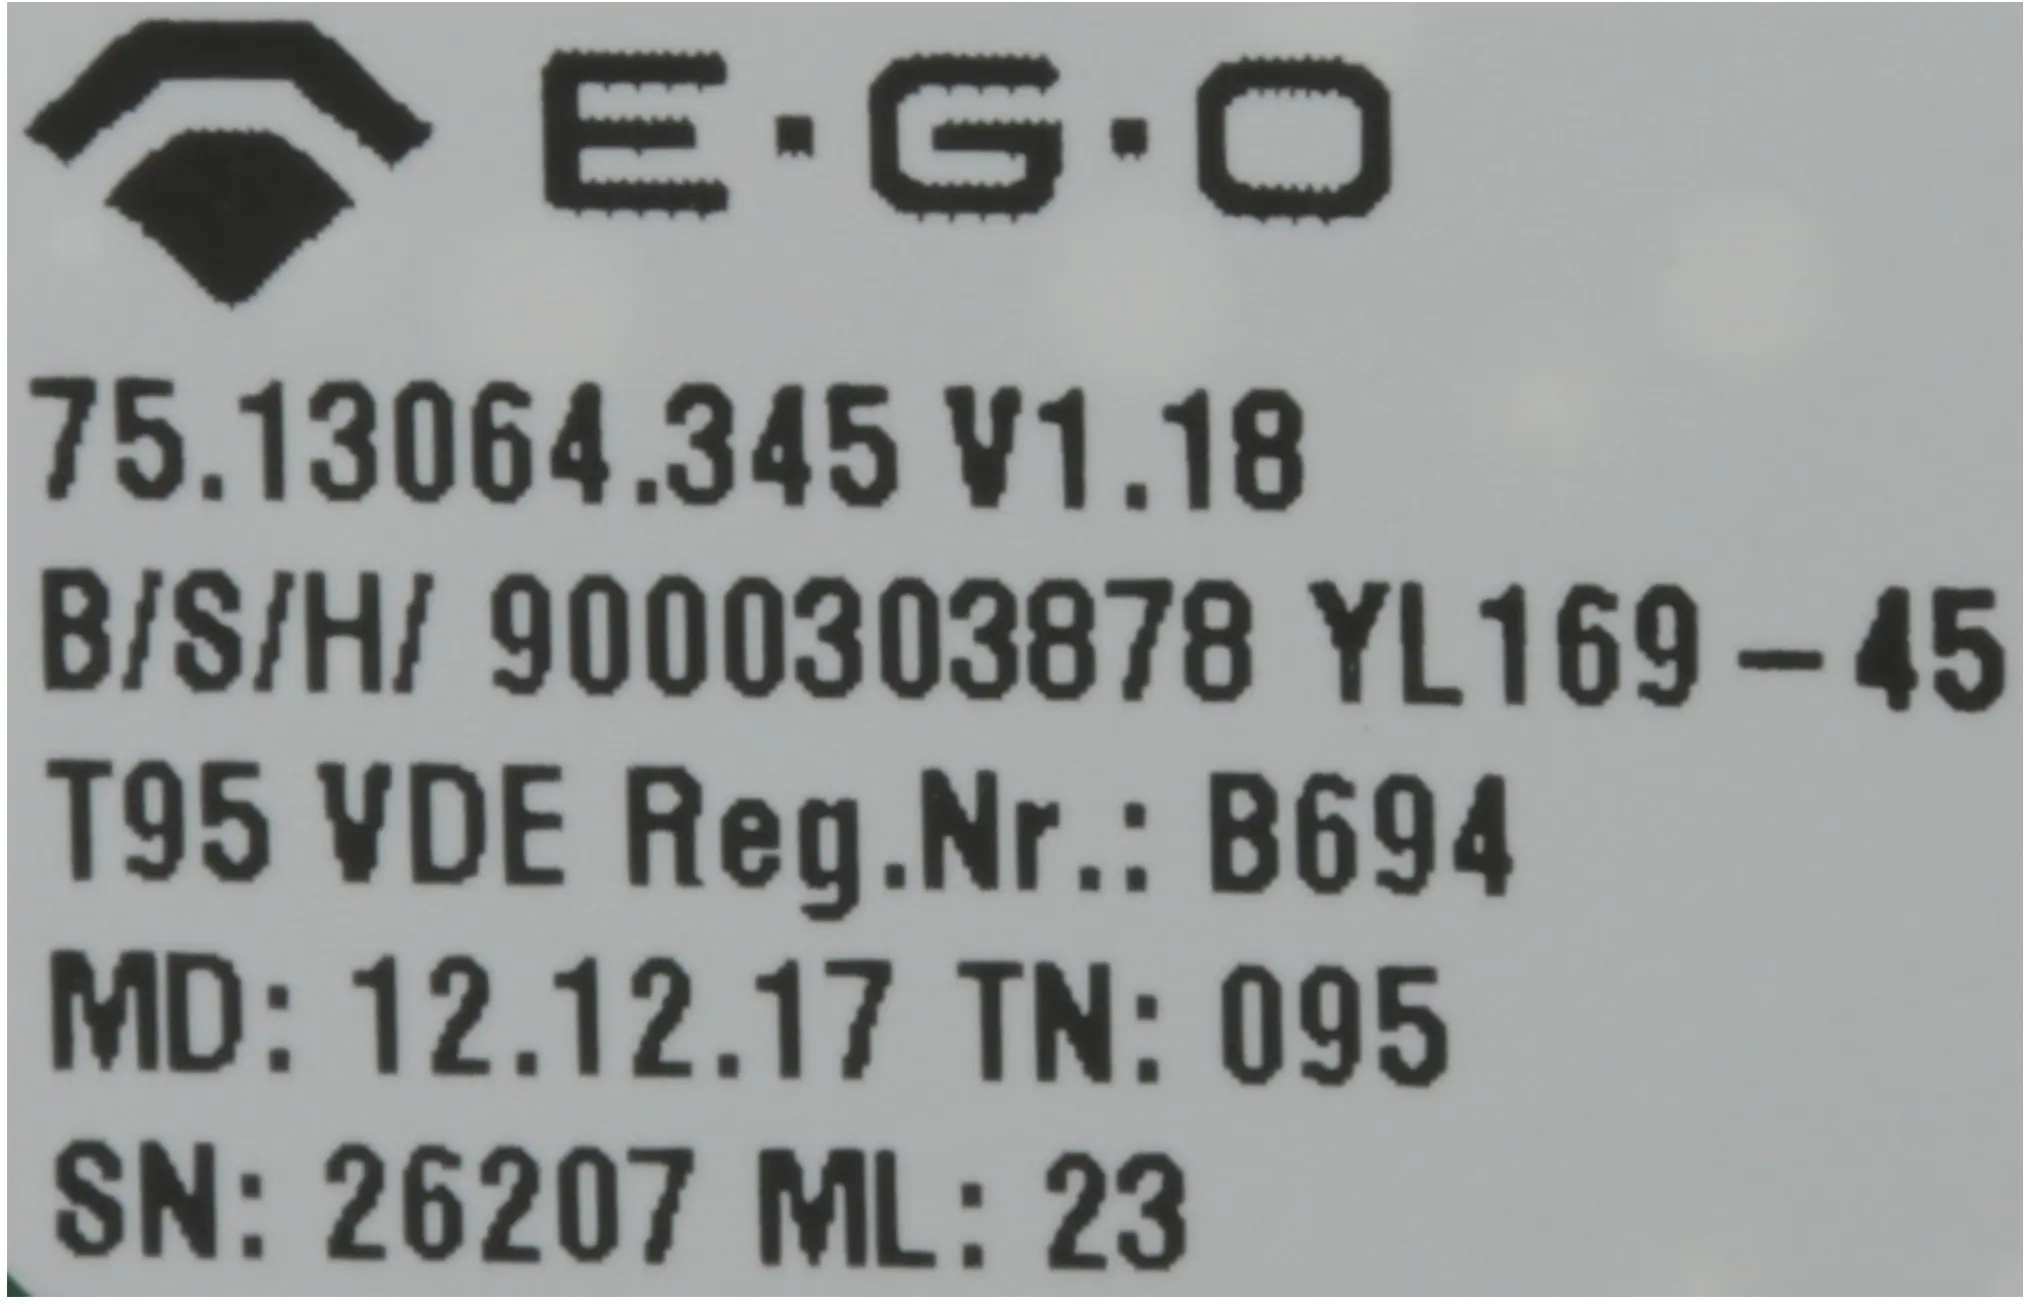 E·G·O
75.13064.345 V1.18
B/S/H/ 9000303878 YL169-45
T95 VDE Reg.Nr.: B694
MD: 12.12.17 TN: 095
SN: 26207 ML: 23